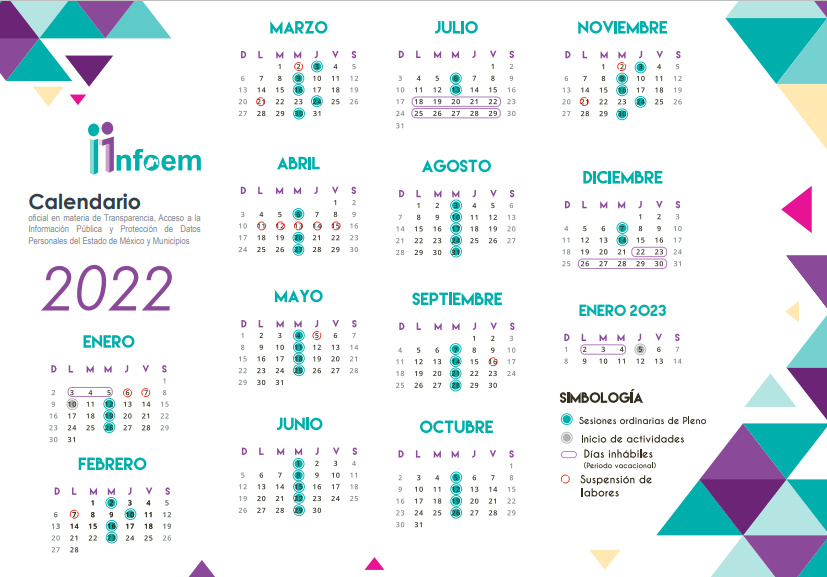 infoem
Calendario
oficial en materia de Transparencia, Acceso a la
Información Pública y Protección de Datos
Personales del Estado de México y Municipios
2022
ENERO
D L M M J V S
1
2 3 4 5 6 7 8
9 10 11 12 13 14 15
16 17 18 19 20 21 22
23 24 25 26 27 28 29
30 31
FEBRERO
D L M M J V S
1 2 3 4 5
6 7 8 9 10 11 12
13 14 15 16 17 18 19
20 21 22 23 24 25 26
27 28
MARZO
D L M M J V S
1 2 3 4 5
6 7 8 9 10 11 12
13 14 15 16 17 18 19
20 21 22 23 24 25 26
27 28 29 30 31
ABRIL
D L M M J V S
1 2
3 4 5 6 7 8 9
10 11 12 13 14 15 16
17 18 19 20 21 22 23
24 25 26 27 28 29 30
MAYO
D L M M J V S
1 2 3 4 5 6 7
8 9 10 11 12 13 14
15 16 17 18 19 20 21
22 23 24 25 26 27 28
29 30 31
JUNIO
D L M M J V S
1 2 3 4
5 6 7 8 9 10 11
12 13 14 15 16 17 18
19 20 21 22 23 24 25
26 27 28 29 30
JULIO
D L M M J V S
1 2
3 4 5 6 7 8 9
10 11 12 13 14 15 16
17 18 19 20 21 22 23
24 25 26 27 28 29 30
31
AGOSTO
D L M M J V S
1 2 3 4 5 6
7 8 9 10 11 12 13
14 15 16 17 18 19 20
21 22 23 24 25 26 27
28 29 30 31
SEPTIEMBRE
D L M M J V S
1 2 3
4 5 6 7 8 9 10
11 12 13 14 15 16 17
18 19 20 21 22 23 24
25 26 27 28 29 30
OCTUBRE
D L M M J V S
1
2 3 4 5 6 7 8
9 10 11 12 13 14 15
16 17 18 19 20 21 22
23 24 25 26 27 28 29
30 31
NOVIEMBRE
D L M M J V S
1 2 3 4 5
6 7 8 9 10 11 12
13 14 15 16 17 18 19
20 21 22 23 24 25 26
27 28 29 30
DICIEMBRE
D L M M J V S
1 2 3
4 5 6 7 8 9 10
11 12 13 14 15 16 17
18 19 20 21 22 23 24
25 26 27 28 29 30 31
ENERO 2023
D L M M J V S
1 2 3 4 5 6 7
8 9 10 11 12 13 14
SIMBOLOGÍA
Sesiones ordinarias de Pleno
Inicio de actividades
Días inhábiles
(Periodo vacacional)
Suspensión de
labores